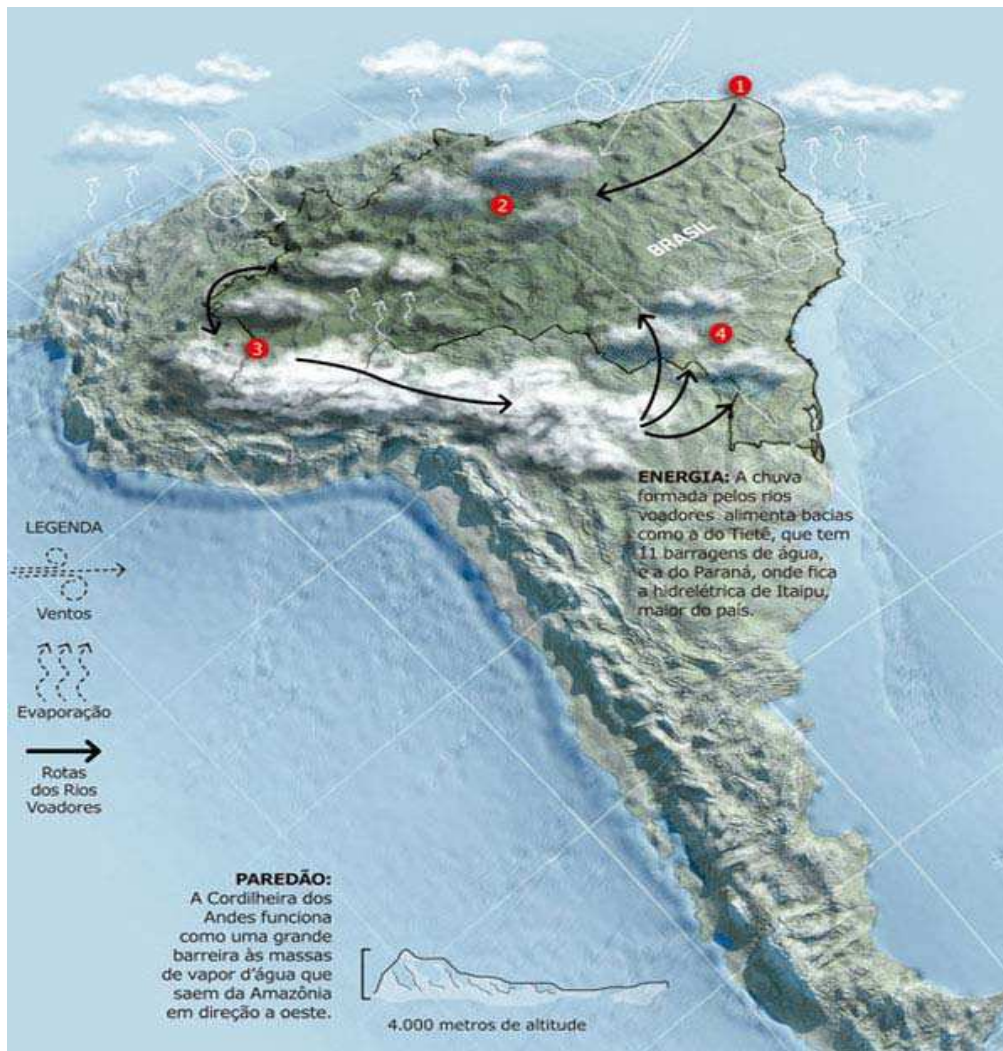 1
2
BRASIL
3
4
ENERGIA: A chuva
formada pelos rios
voadores alimenta bacias
como a do Tietê, que tem
11 barragens de água,
e a do Paraná, onde fica
a hidrelétrica de Itaipu,
maior do país.
LEGENDA
Ventos
Evaporação
Rotas
dos Rios
Voadores
PAREDÃO:
A Cordilheira dos
Andes funciona
como uma grande
barreira às massas
de vapor d’água que
saem da Amazônia
em direção a oeste.
4.000 metros de altitude